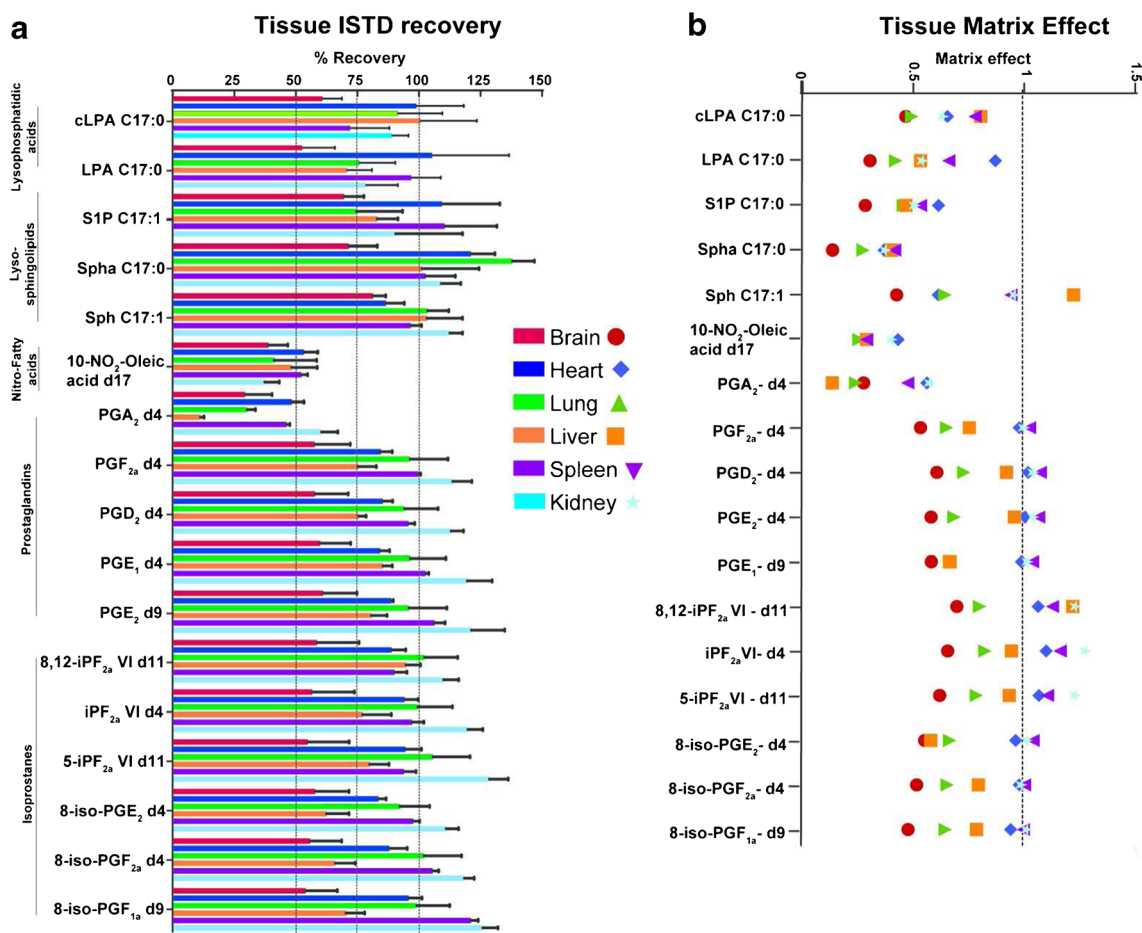 a
Tissue ISTD recovery
% Recovery
0 25 50 75 100 125 150
Lysophosphatidic
acids
cLPA C17:0
LPA C17:0
Lyso-
sphingolipids
S1P C17:1
Spha C17:0
Sph C17:1
Nitro-Fatty
acids
10-NO₂-Oleic
acid d17
Prostaglandins
PGA₂ d4
PGF₂ₐ d4
PGD₂ d4
PGE₁ d4
PGE₂ d9
Isoprostanes
8,12-iPF₂ₐ VI d11
iPF₂ₐ VI d4
5-iPF₂ₐ VI d11
8-iso-PGE₂ d4
8-iso-PGF₂ₐ d4
8-iso-PGF₁ₐ d9
Brain
Heart
Lung
Liver
Spleen
Kidney
b
Tissue Matrix Effect
Matrix effect
0 0.5 1 1.5
cLPA C17:0
LPA C17:0
S1P C17:0
Spha C17:0
Sph C17:1
10-NO₂-Oleic
acid d17
PGA₂- d4
PGF₂ₐ- d4
PGD₂- d4
PGE₂- d4
PGE₁- d9
8,12-iPF₂ₐ VI - d11
iPF₂ₐVI- d4
5-iPF₂ₐVI - d11
8-iso-PGE₂- d4
8-iso-PGF₂ₐ- d4
8-iso-PGF₁ₐ- d9